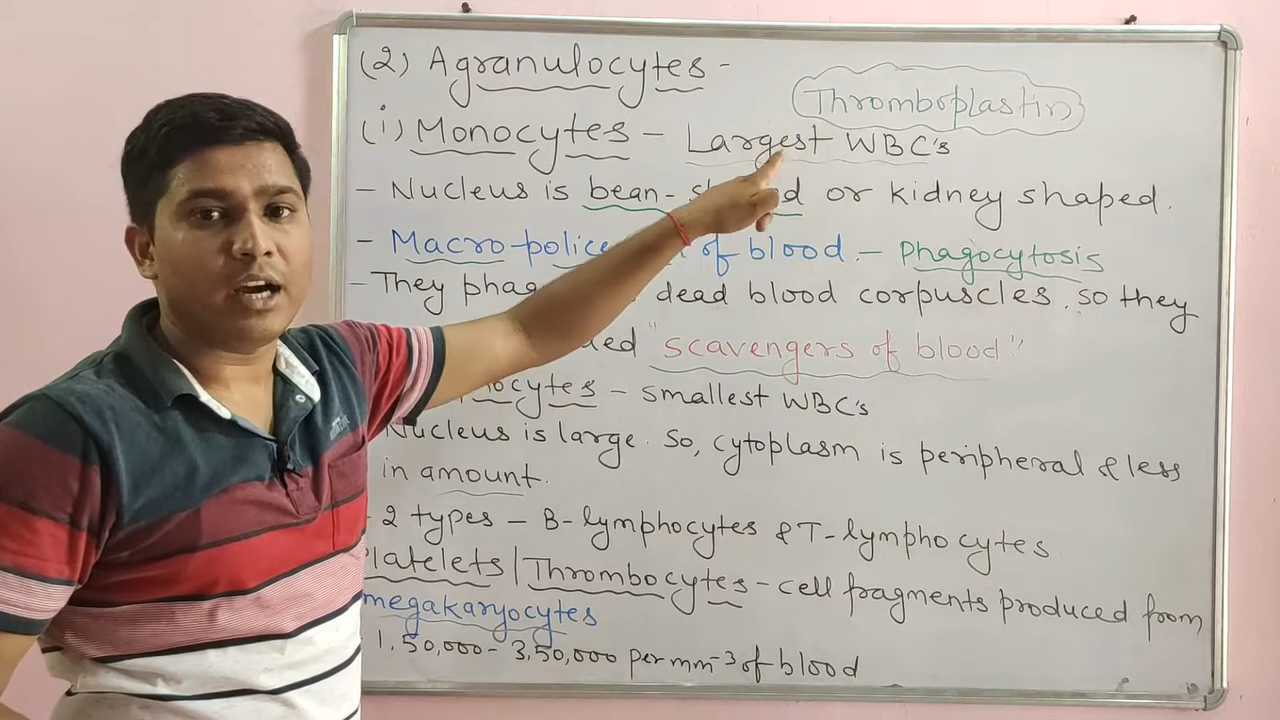 (2) Agranulocytes -
Thromboplastin
(i) Monocytes - Largest WBC's
- Nucleus is bean- or kidney shaped.
- Macro police of blood - Phagocytosis
- They dead blood corpuscles. so they
"scavengers of blood"
- smallest WBC's
Nucleus is large. So, cytoplasm is peripheral & less
in amount.
- 2 types - B-lymphocytes & T-lymphocytes
Platelets/Thrombocytes - cell fragments produced from
megakaryocytes
1,50,000 - 3,50,000 per mm-3 of blood